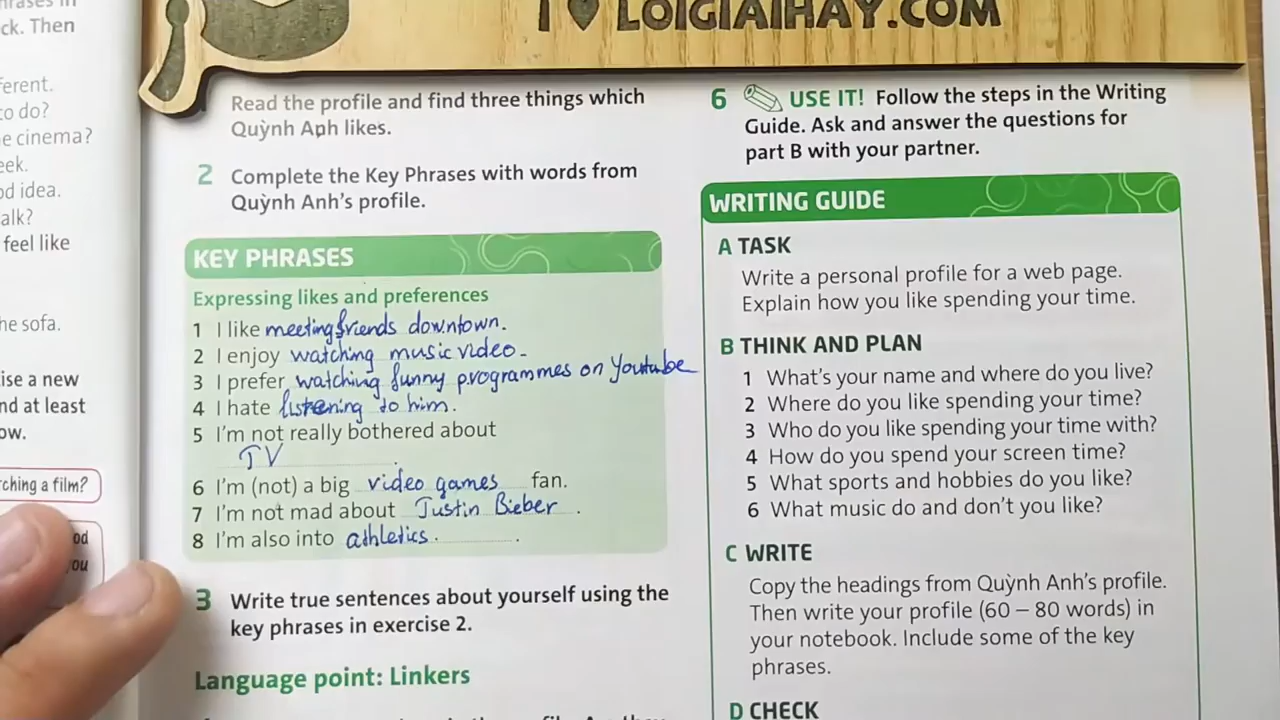 I ♥ LOIGIAIHAY.COM
ck. Then
ferent.
to do?
e cinema?
eek.
od idea.
alk?
feel like
he sofa.
ise a new
nd at least
ow.
ching a film?
od
ou
Read the profile and find three things which
Quỳnh Aph likes.
2 Complete the Key Phrases with words from
Quỳnh Anh's profile.
KEY PHRASES
Expressing likes and preferences
1 I like meeting friends downtown.
2 I enjoy watching music video.
3 I prefer watching funny programmes on Youtube
4 I hate listening to him.
5 I'm not really bothered about
TV .
6 I'm (not) a big video games fan.
7 I'm not mad about Justin Bieber .
8 I'm also into athletics. .
3 Write true sentences about yourself using the
key phrases in exercise 2.
Language point: Linkers
6 USE IT! Follow the steps in the Writing
Guide. Ask and answer the questions for
part B with your partner.
WRITING GUIDE
A TASK
Write a personal profile for a web page.
Explain how you like spending your time.
B THINK AND PLAN
1 What's your name and where do you live?
2 Where do you like spending your time?
3 Who do you like spending your time with?
4 How do you spend your screen time?
5 What sports and hobbies do you like?
6 What music do and don't you like?
C WRITE
Copy the headings from Quỳnh Anh's profile.
Then write your profile (60 – 80 words) in
your notebook. Include some of the key
phrases.
D CHECK